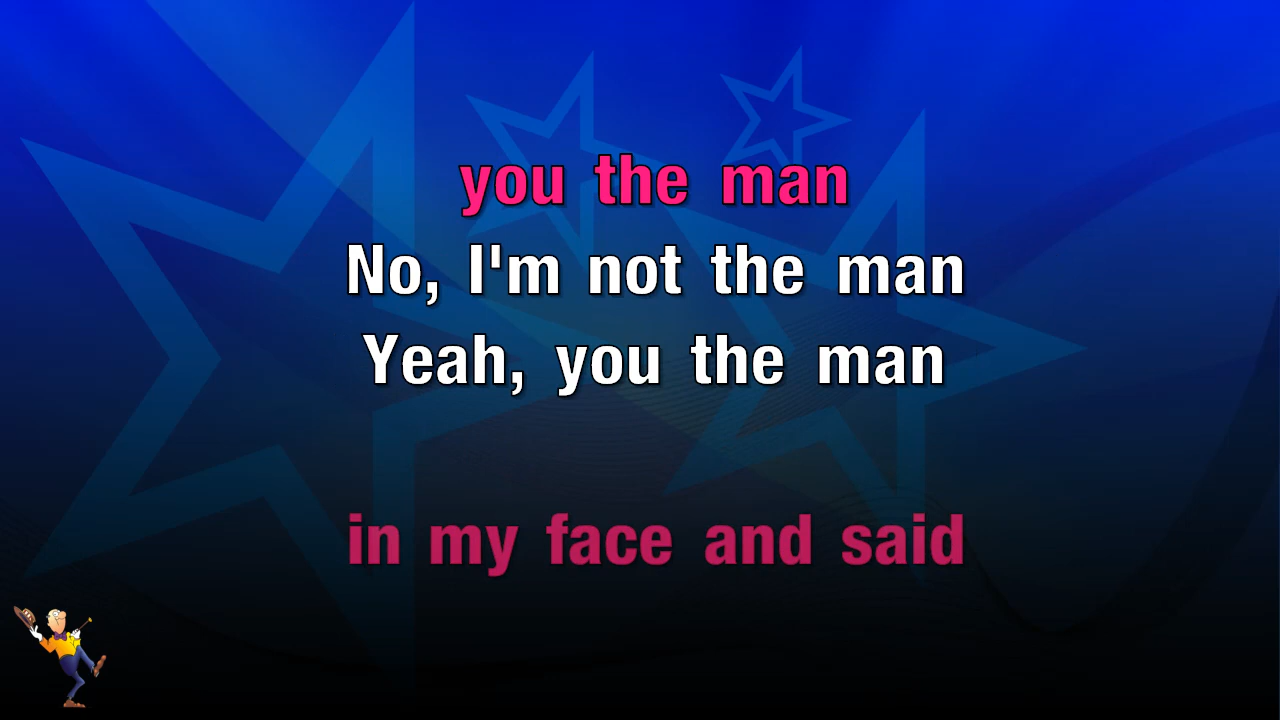 you the man
No, I'm not the man
Yeah, you the man
in my face and said